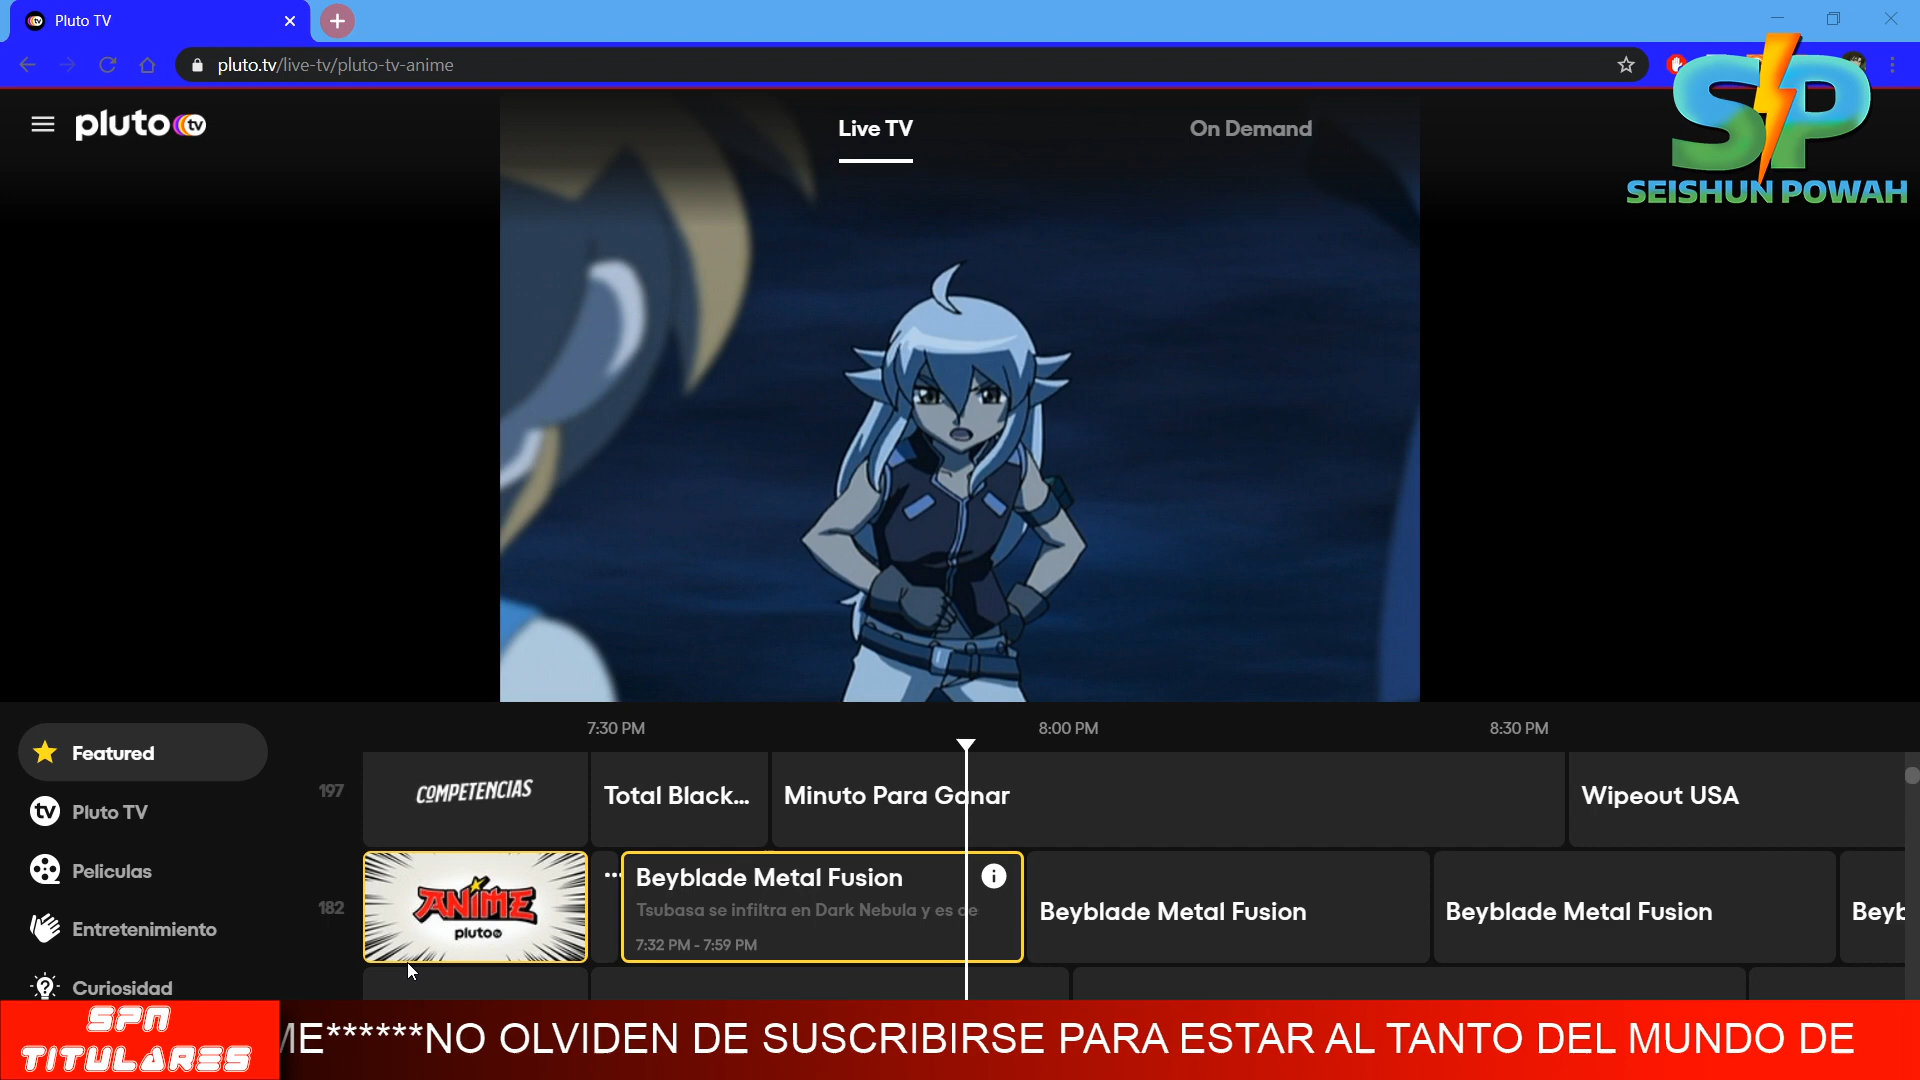 Pluto TV
pluto.tv/live-tv/pluto-tv-anime
pluto tv
Live TV
On Demand
SP
SEISHUN POWAH
7:30 PM
8:00 PM
8:30 PM
Featured
Pluto TV
Peliculas
Entretenimiento
Curiosidad
197
COMPETENCIAS
Total Black...
Minuto Para Ganar
Wipeout USA
182
ANIME
pluto tv
...
Beyblade Metal Fusion
Tsubasa se infiltra en Dark Nebula y es de
7:32 PM - 7:59 PM
Beyblade Metal Fusion
Beyblade Metal Fusion
Beyb
SPN
TITULARES
ME******NO OLVIDEN DE SUSCRIBIRSE PARA ESTAR AL TANTO DEL MUNDO DE